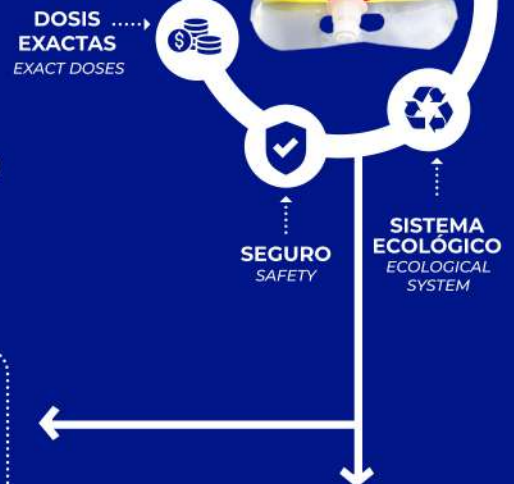 DOSIS
EXACTAS
EXACT DOSES
SEGURO
SAFETY
SISTEMA
ECOLÓGICO
ECOLOGICAL
SYSTEM